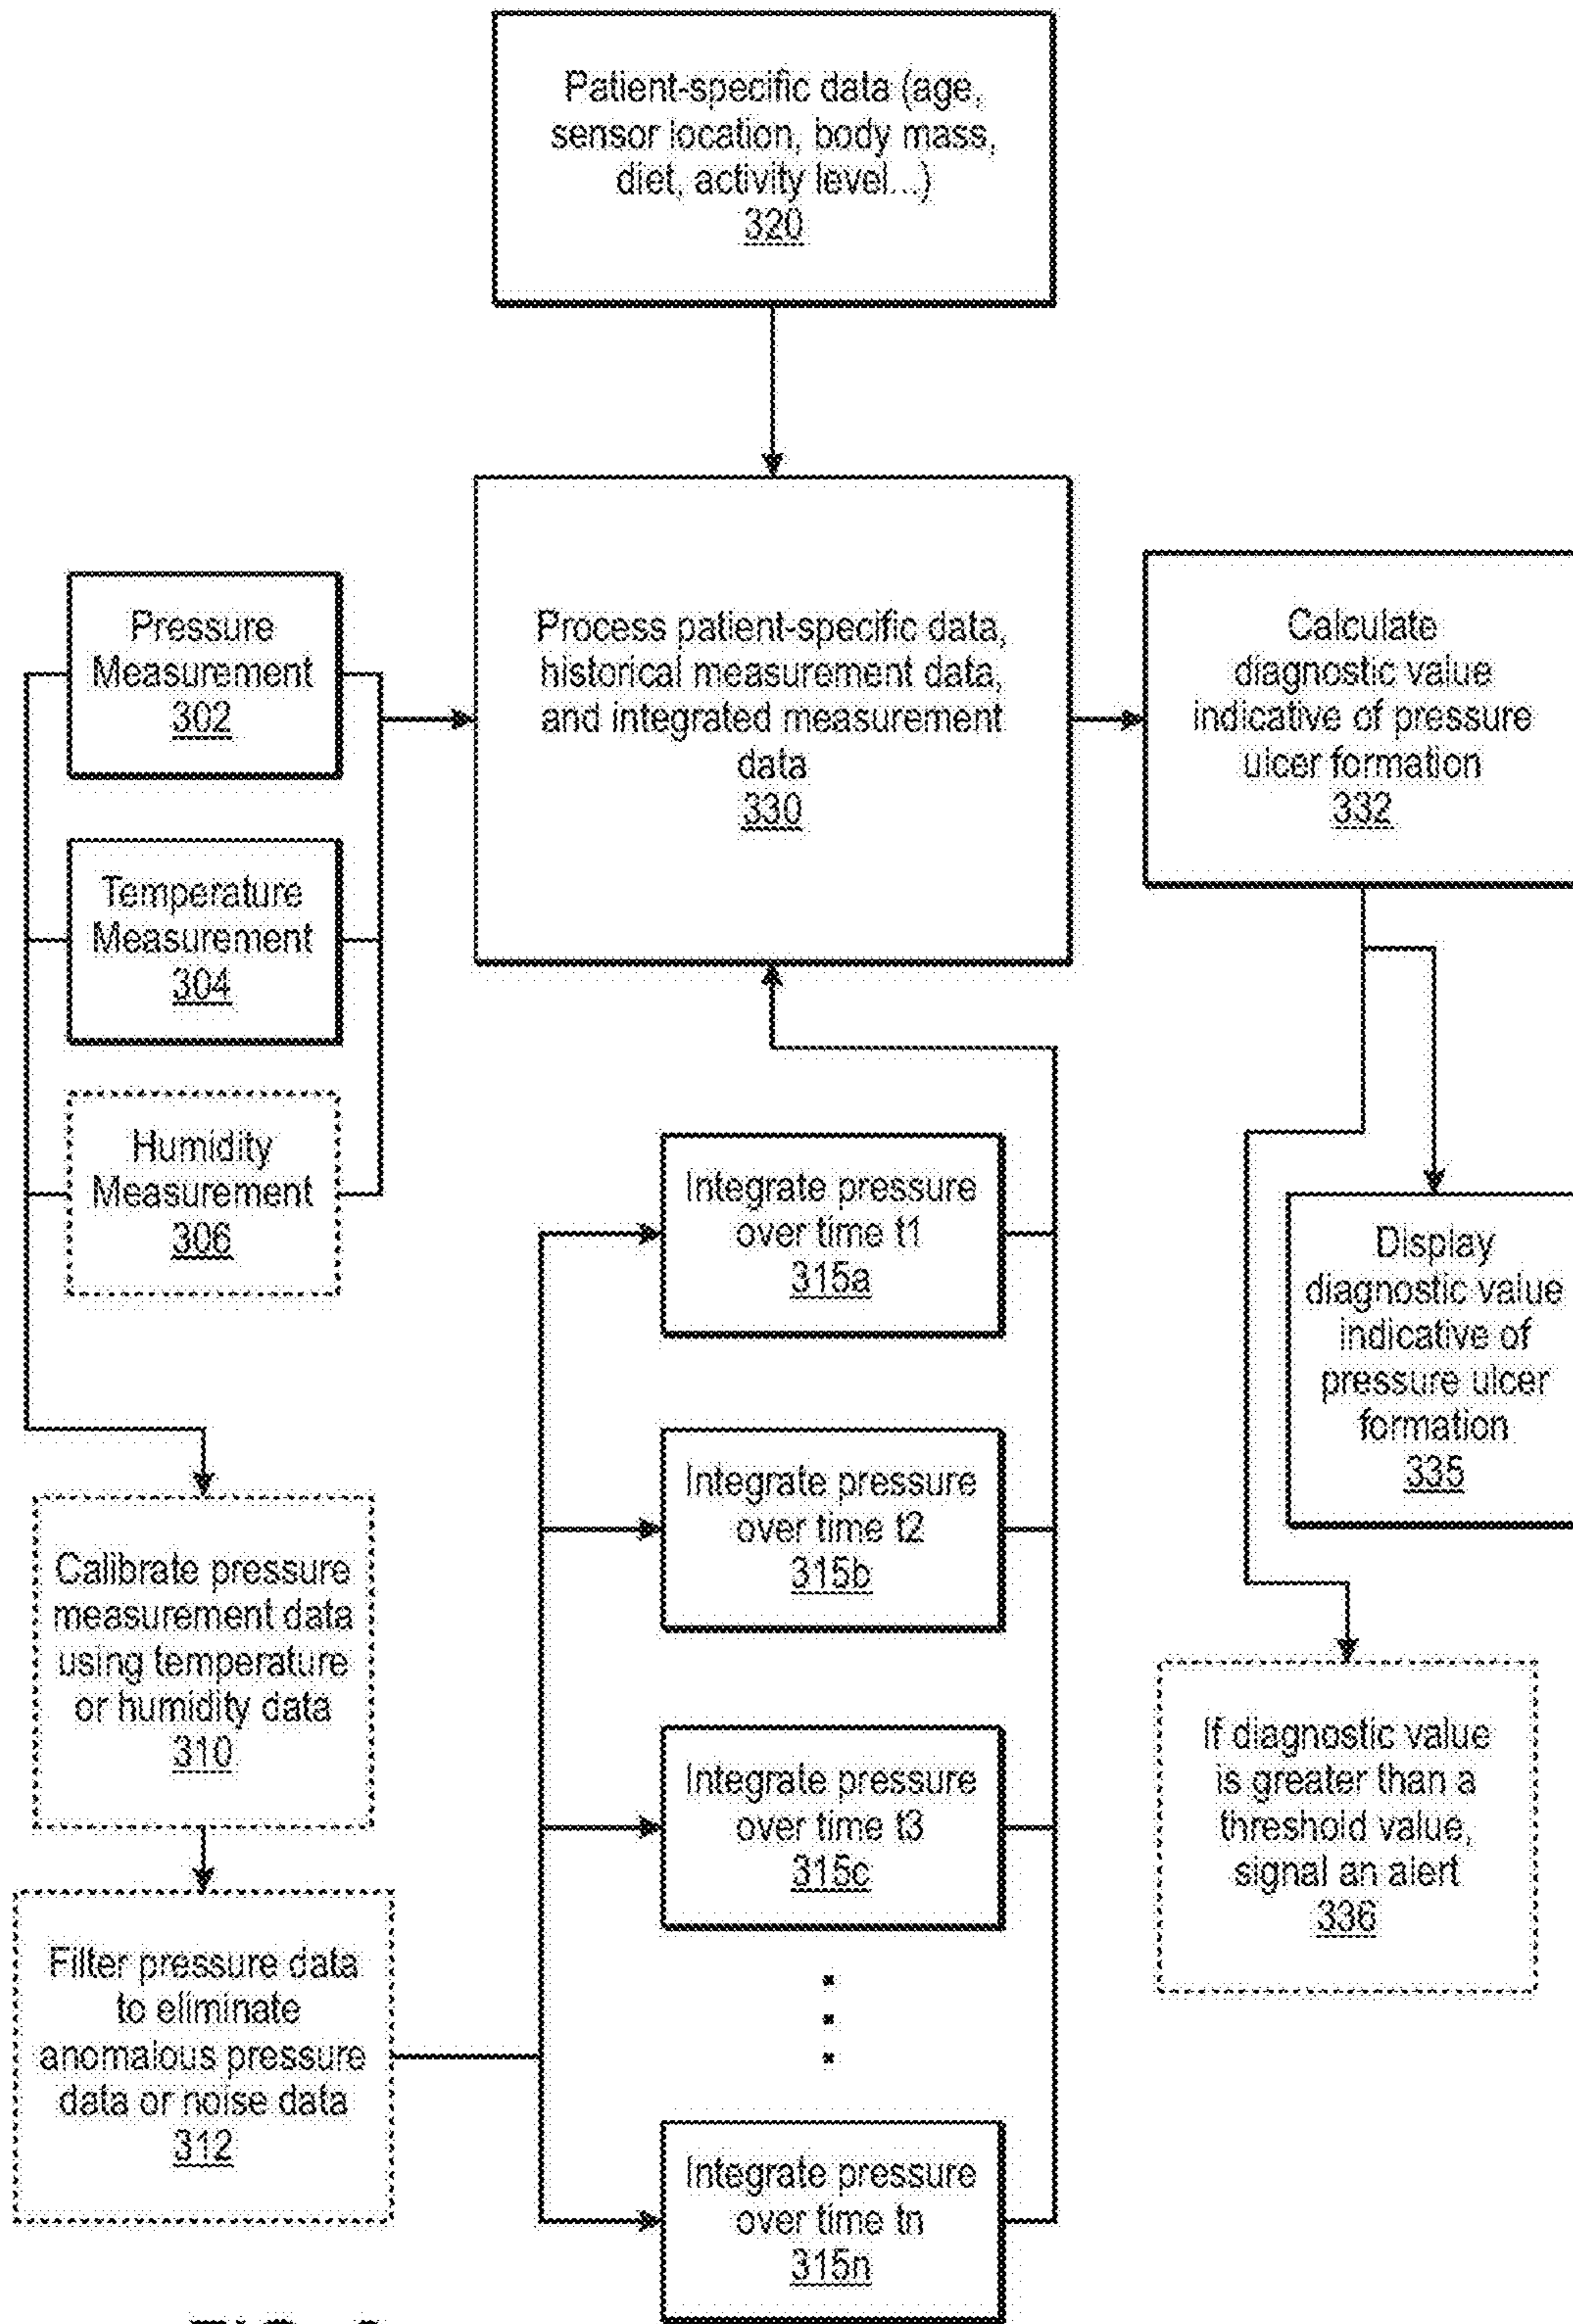 Patient-specific data (age,
sensor location, body mass,
diet, activity level...)
320
Pressure
Measurement
302
Process patient-specific data,
historical measurement data,
and integrated measurement
data
330
Calculate
diagnostic value
indicative of pressure
ulcer formation
332
Temperature
Measurement
304
Humidity
Measurement
306
Integrate pressure
over time t1
315a
Display
diagnostic value
indicative of
pressure ulcer
formation
335
Calibrate pressure
measurement data
using temperature
or humidity data
310
Integrate pressure
over time t2
315b
Integrate pressure
over time t3
315c
If diagnostic value
is greater than a
threshold value,
signal an alert
336
Filter pressure data
to eliminate
anomalous pressure
data or noise data
312
Integrate pressure
over time tn
315n